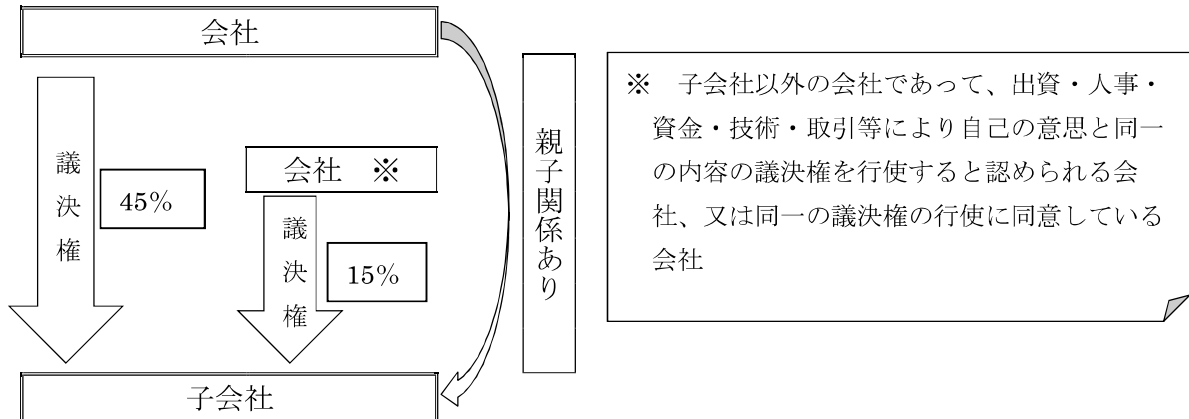 会社
議決権
45%
会社 ※
議決権
15%
親子関係あり
子会社
※ 子会社以外の会社であって、出資・人事・
資金・技術・取引等により自己の意思と同一
の内容の議決権を行使すると認められる会
社、又は同一の議決権の行使に同意している
会社